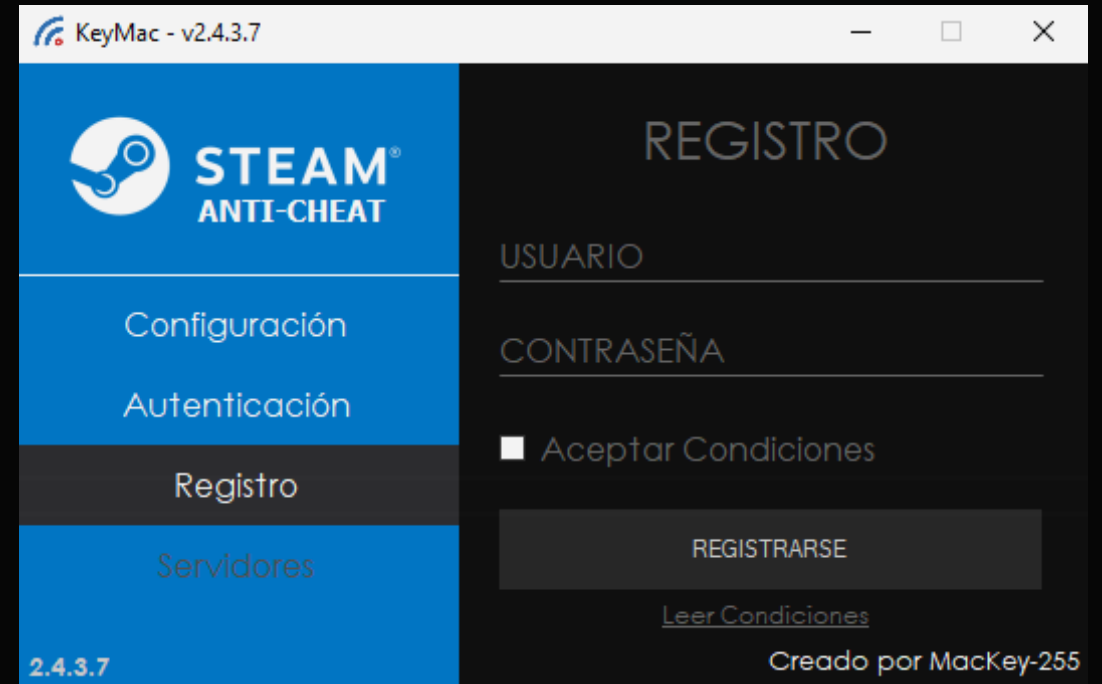 KeyMac - v2.4.3.7
STEAM®
ANTI-CHEAT
Configuración
Autenticación
Registro
Servidores
2.4.3.7
REGISTRO
USUARIO
CONTRASEÑA
Aceptar Condiciones
REGISTRARSE
Leer Condiciones
Creado por MacKey-255